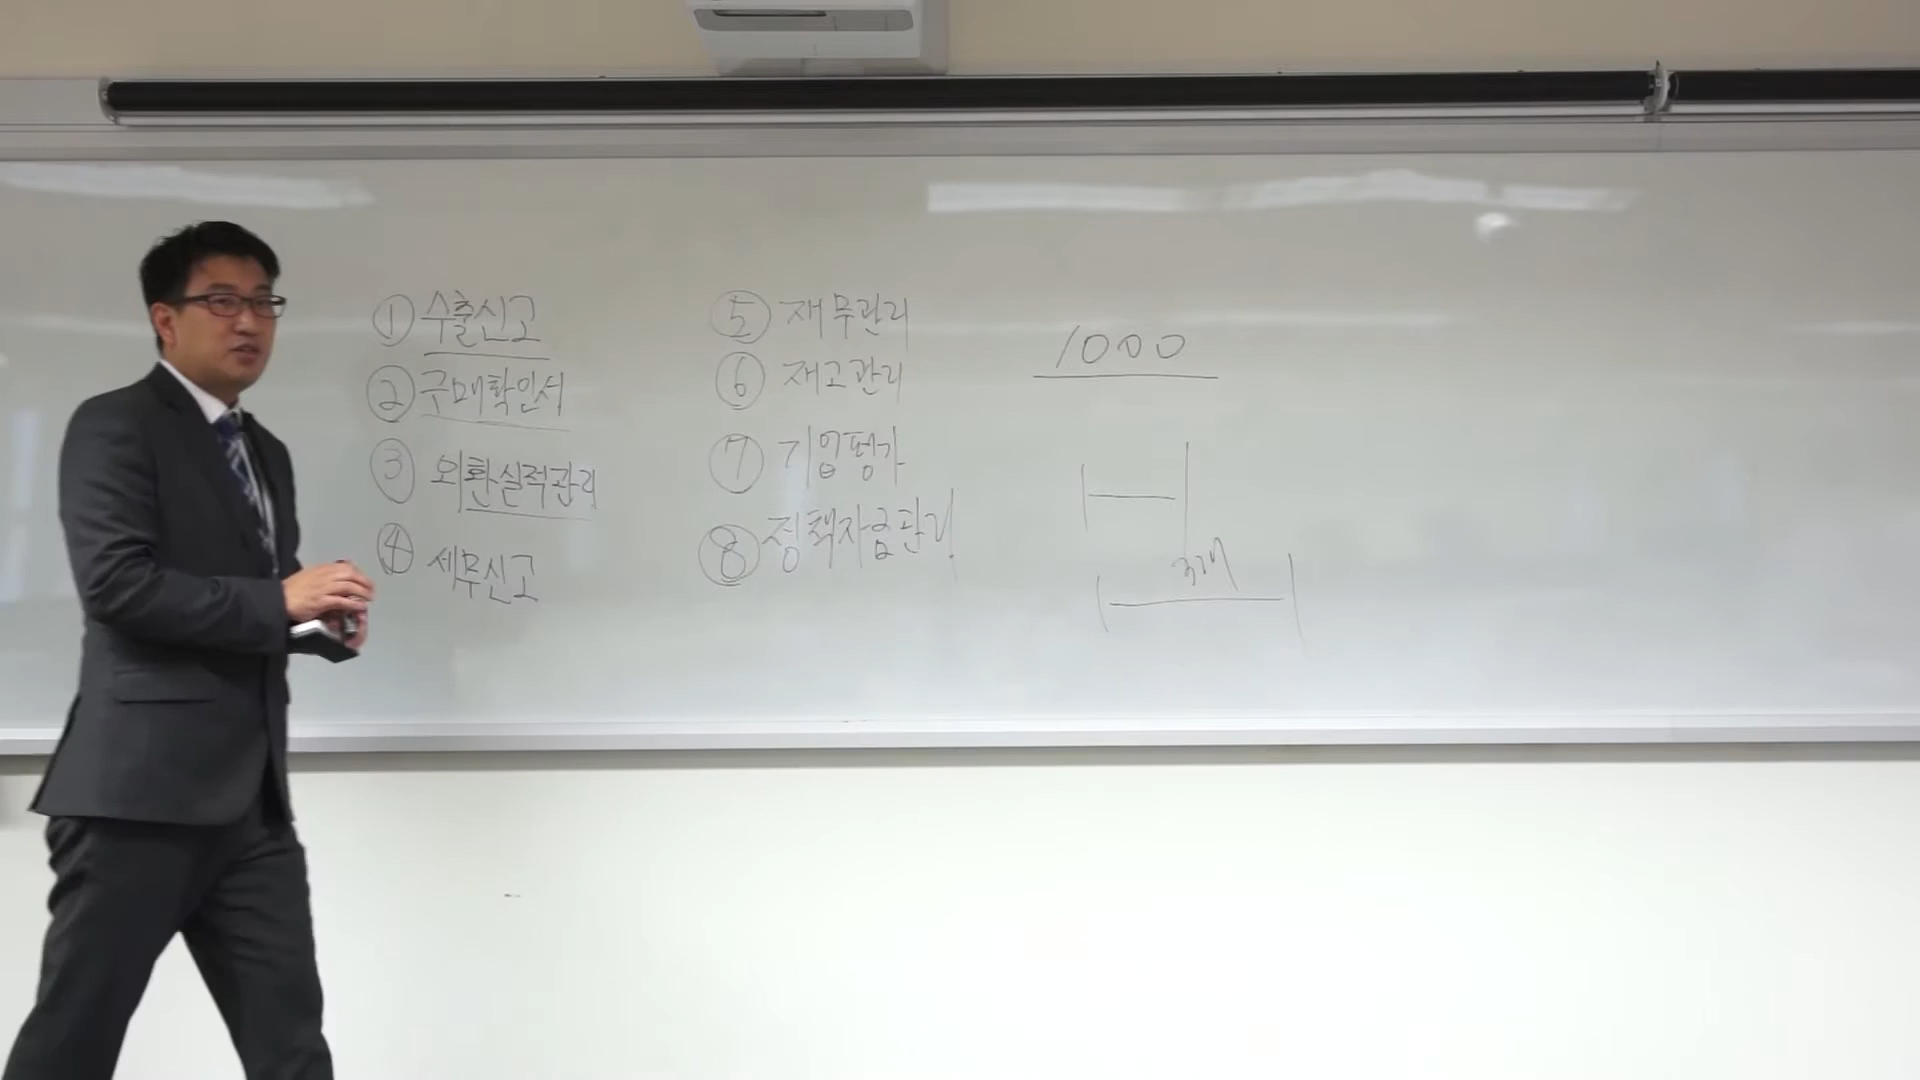 ① 수출신고
② 구매확인서
③ 외환실적관리
④ 세무신고
⑤ 재무관리
⑥ 재고관리
⑦ 기업평가
⑧ 정책자금관리
1000